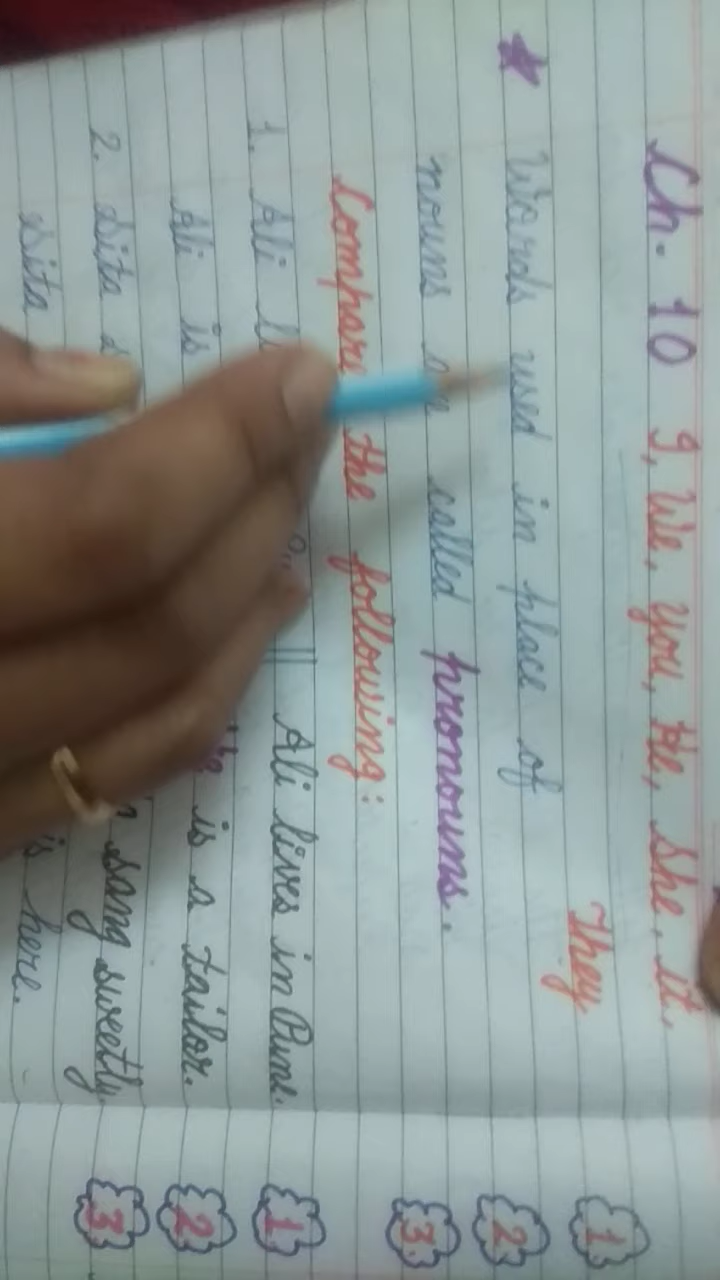 Ch. 10 I, We, you, He, she, it,
They
* Words used in place of
nouns are called pronouns.
Compare the following:
1. Ali || Ali lives in Pune.
Ali is He is a tailor.
2. Sita sang sweetly.
Sita is here.
1
2
3
1
2
3